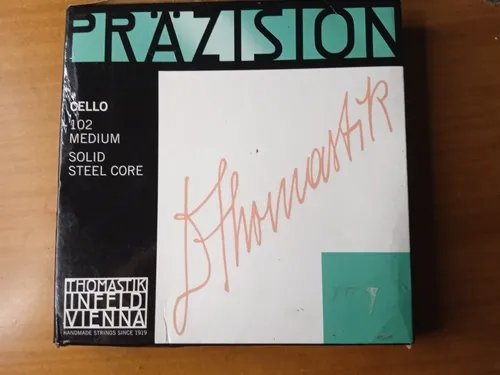 PRÄZISION
CELLO
102
MEDIUM
SOLID
STEEL CORE
Thomastik
THOMASTIK
INFELD
VIENNA
HANDMADE STRINGS SINCE 1919